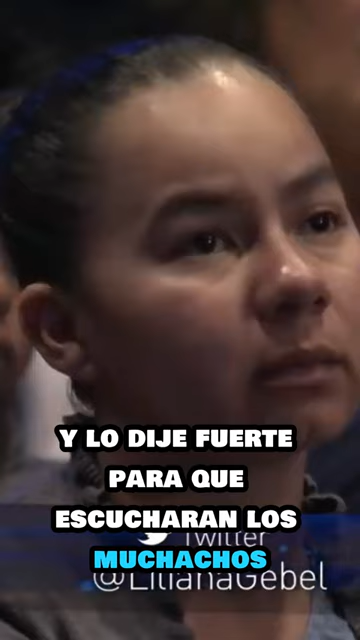 Y LO DIJE FUERTE
PARA QUE
ESCUCHARAN LOS
Twitter
MUCHACHOS
@LilianaGebel